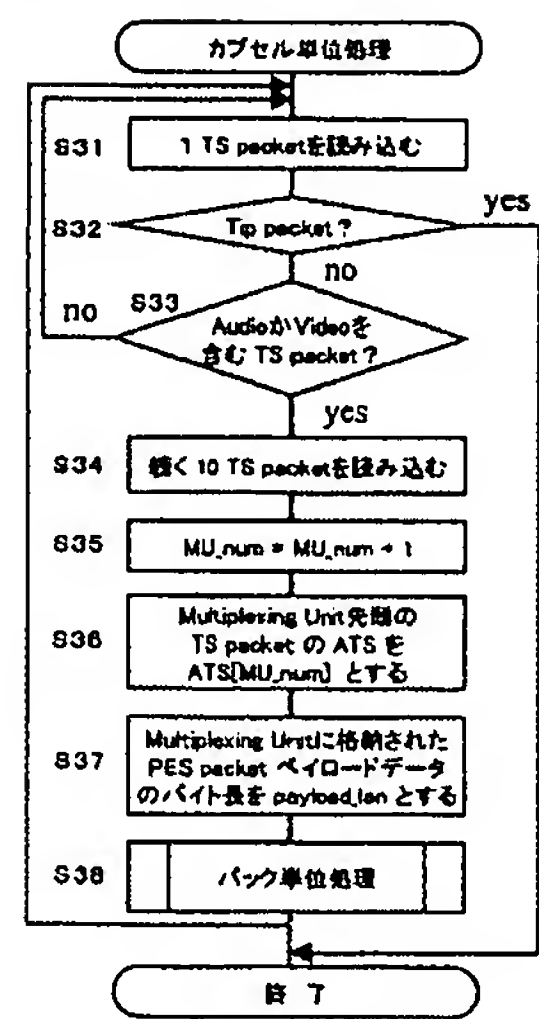 カプセル単位処理
S31
1 TS packetを読み込む
S32
Tip packet ?
yes
no
no
S33
AudioかVideoを
含む TS packet ?
yes
S34
続く 10 TS packetを読み込む
S35
MU_num = MU_num + 1
S36
Multiplexing Unit先頭の
TS packet の ATS を
ATS[MU_num] とする
S37
Multiplexing Unitに格納された
PES packet ペイロードデータ
のバイト長を payload_len とする
S38
パック単位処理
終 了